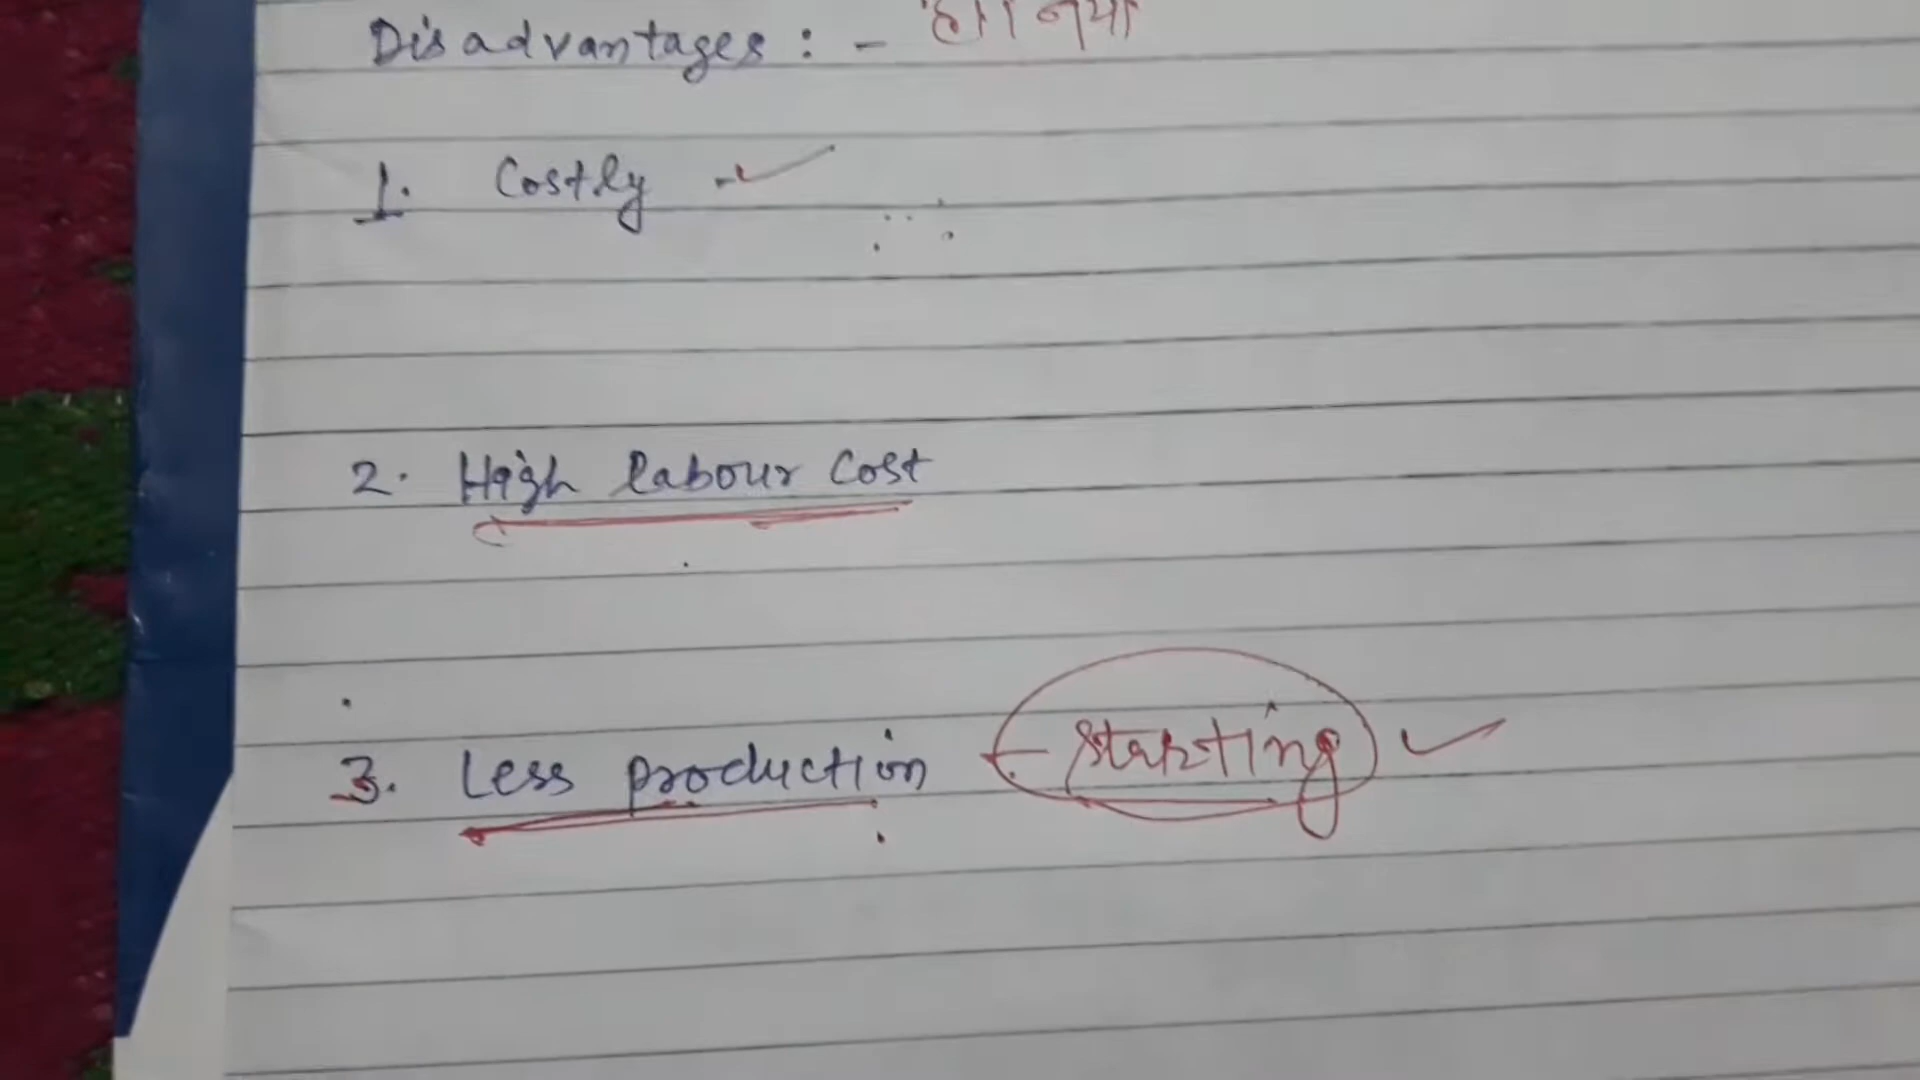 Disadvantages : - हानियाँ
1. Costly -
2. High labour Cost
3. Less production - Starting